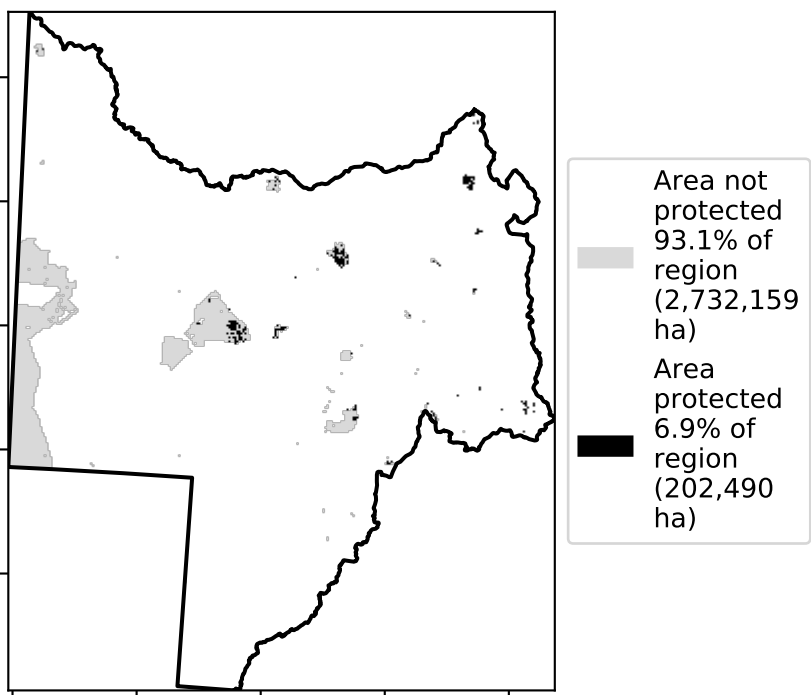 Area not
protected
93.1% of
region
(2,732,159
ha)
Area
protected
6.9% of
region
(202,490
ha)